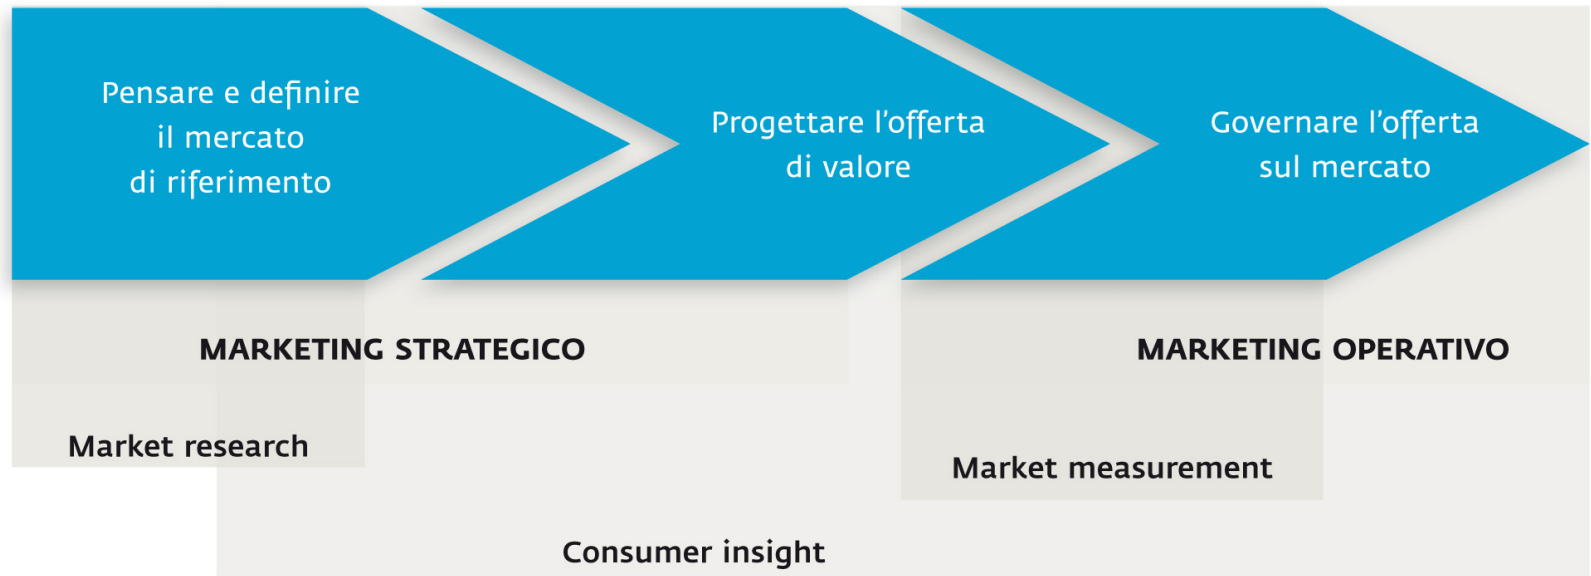 Pensare e definire
il mercato
di riferimento
Progettare l'offerta
di valore
Governare l'offerta
sul mercato
MARKETING STRATEGICO
MARKETING OPERATIVO
Market research
Market measurement
Consumer insight